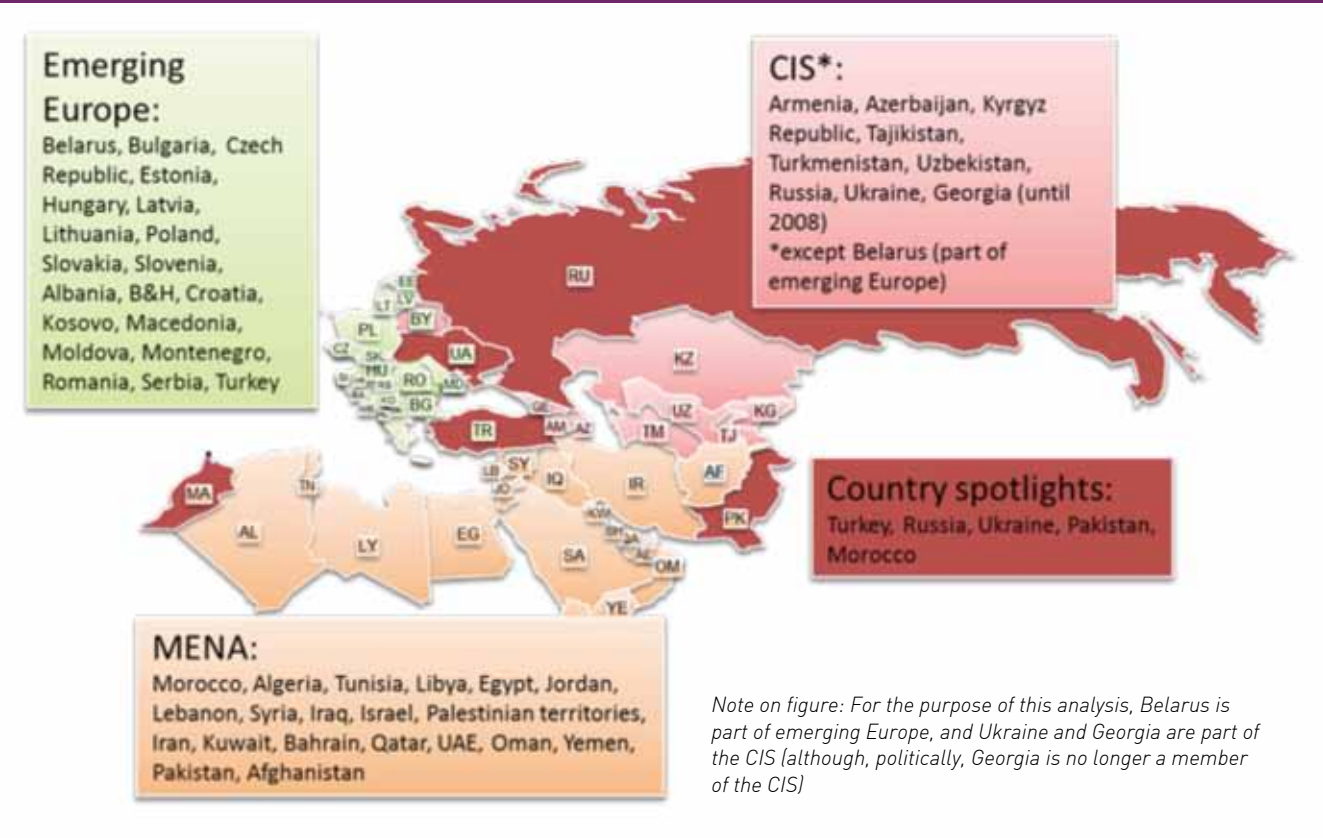 Emerging
Europe:
Belarus, Bulgaria, Czech
Republic, Estonia,
Hungary, Latvia,
Lithuania, Poland,
Slovakia, Slovenia,
Albania, B&H, Croatia,
Kosovo, Macedonia,
Moldova, Montenegro,
Romania, Serbia, Turkey
CIS*:
Armenia, Azerbaijan, Kyrgyz
Republic, Tajikistan,
Turkmenistan, Uzbekistan,
Russia, Ukraine, Georgia (until
2008)
*except Belarus (part of
emerging Europe)
RU
EE
LV
LT
BY
PL
CZ
SK
UA
HU
RO
MD
BG
KZ
UZ
KG
GE
AM
AZ
TM
TJ
TR
LB
SY
JO
IQ
IR
AF
PK
MA
TN
AL
LY
EG
SA
AE
OM
YE
Country spotlights:
Turkey, Russia, Ukraine, Pakistan,
Morocco
MENA:
Morocco, Algeria, Tunisia, Libya, Egypt, Jordan,
Lebanon, Syria, Iraq, Israel, Palestinian territories,
Iran, Kuwait, Bahrain, Qatar, UAE, Oman, Yemen,
Pakistan, Afghanistan
Note on figure: For the purpose of this analysis, Belarus is
part of emerging Europe, and Ukraine and Georgia are part of
the CIS (although, politically, Georgia is no longer a member
of the CIS)